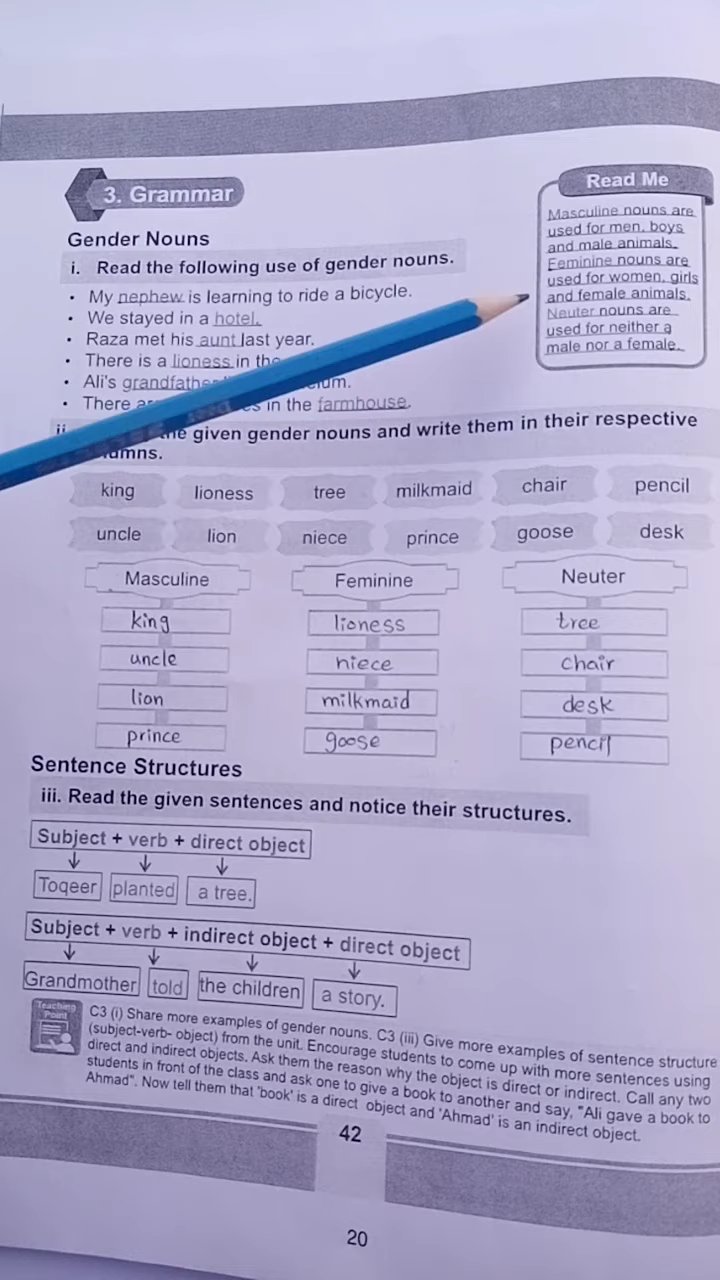 3. Grammar
Read Me
Masculine nouns are
used for men, boys
and male animals.
Feminine nouns are
used for women, girls
and female animals.
Neuter nouns are
used for neither a
male nor a female.
Gender Nouns
i. Read the following use of gender nouns.
• My nephew is learning to ride a bicycle.
• We stayed in a hotel.
• Raza met his aunt last year.
• There is a lioness in the
• Ali's
• There in the farmhouse.
given gender nouns and write them in their respective
king lioness tree milkmaid chair pencil
uncle lion niece prince goose desk
Masculine Feminine Neuter
king lioness tree
uncle niece chair
lion milkmaid desk
prince goose pencil
Sentence Structures
iii. Read the given sentences and notice their structures.
Subject + verb + direct object
Toqeer planted a tree.
Subject + verb + indirect object + direct object
Grandmother told the children a story.
Teaching
Point
C3 (i) Share more examples of gender nouns. C3 (iii) Give more examples of sentence structure
(subject-verb- object) from the unit. Encourage students to come up with more sentences using
direct and indirect objects. Ask them the reason why the object is direct or indirect. Call any two
students in front of the class and ask one to give a book to another and say, "Ali gave a book to
Ahmad". Now tell them that 'book' is a direct object and 'Ahmad' is an indirect object.
42
20